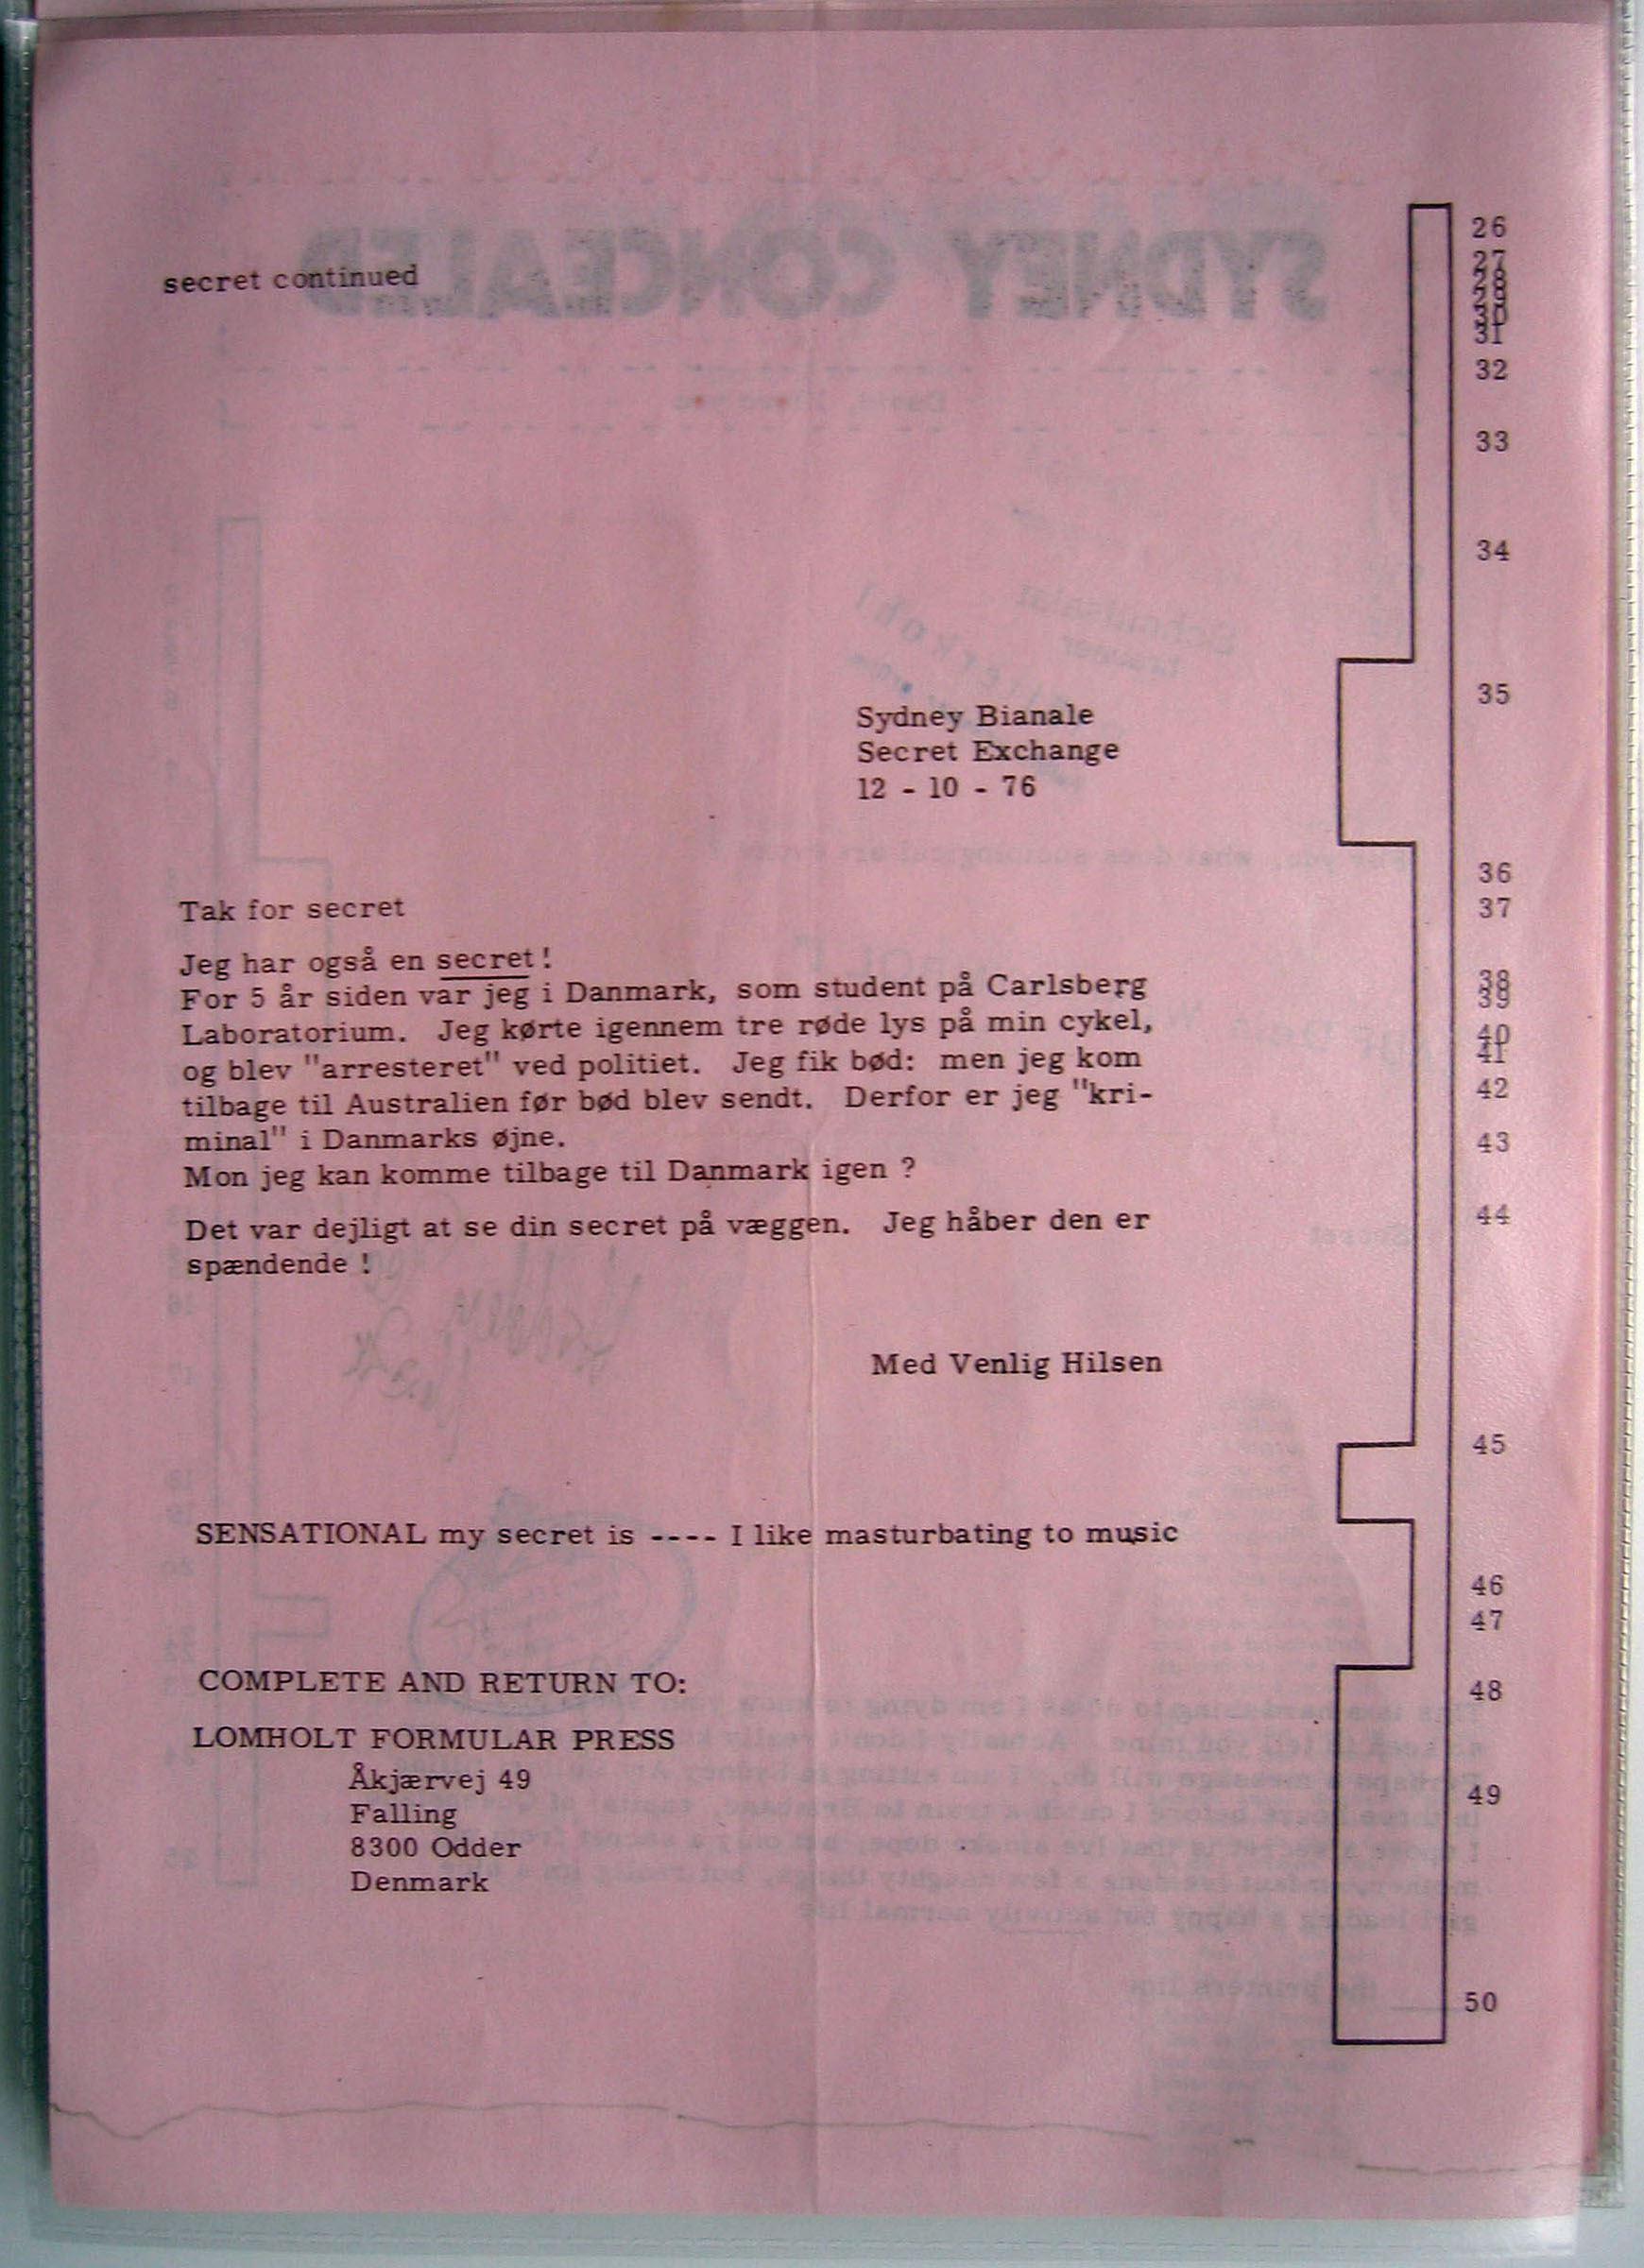 secret continued
26
27
28
29
30
31
32
33
34
35
Sydney Bianale
Secret Exchange
12 - 10 - 76
36
37
Tak for secret
Jeg har også en secret !
For 5 år siden var jeg i Danmark, som student på Carlsberg
Laboratorium. Jeg kørte igennem tre røde lys på min cykel,
og blev "arresteret" ved politiet. Jeg fik bød: men jeg kom
tilbage til Australien før bød blev sendt. Derfor er jeg "kri-
minal" i Danmarks øjne.
Mon jeg kan komme tilbage til Danmark igen ?
Det var dejligt at se din secret på væggen. Jeg håber den er
spændende !
38
39
40
41
42
43
44
Med Venlig Hilsen
45
SENSATIONAL my secret is ---- I like masturbating to music
46
47
COMPLETE AND RETURN TO:
48
LOMHOLT FORMULAR PRESS
Åkjærvej 49
Falling
8300 Odder
Denmark
49
50
SYDNEY CONCEALED